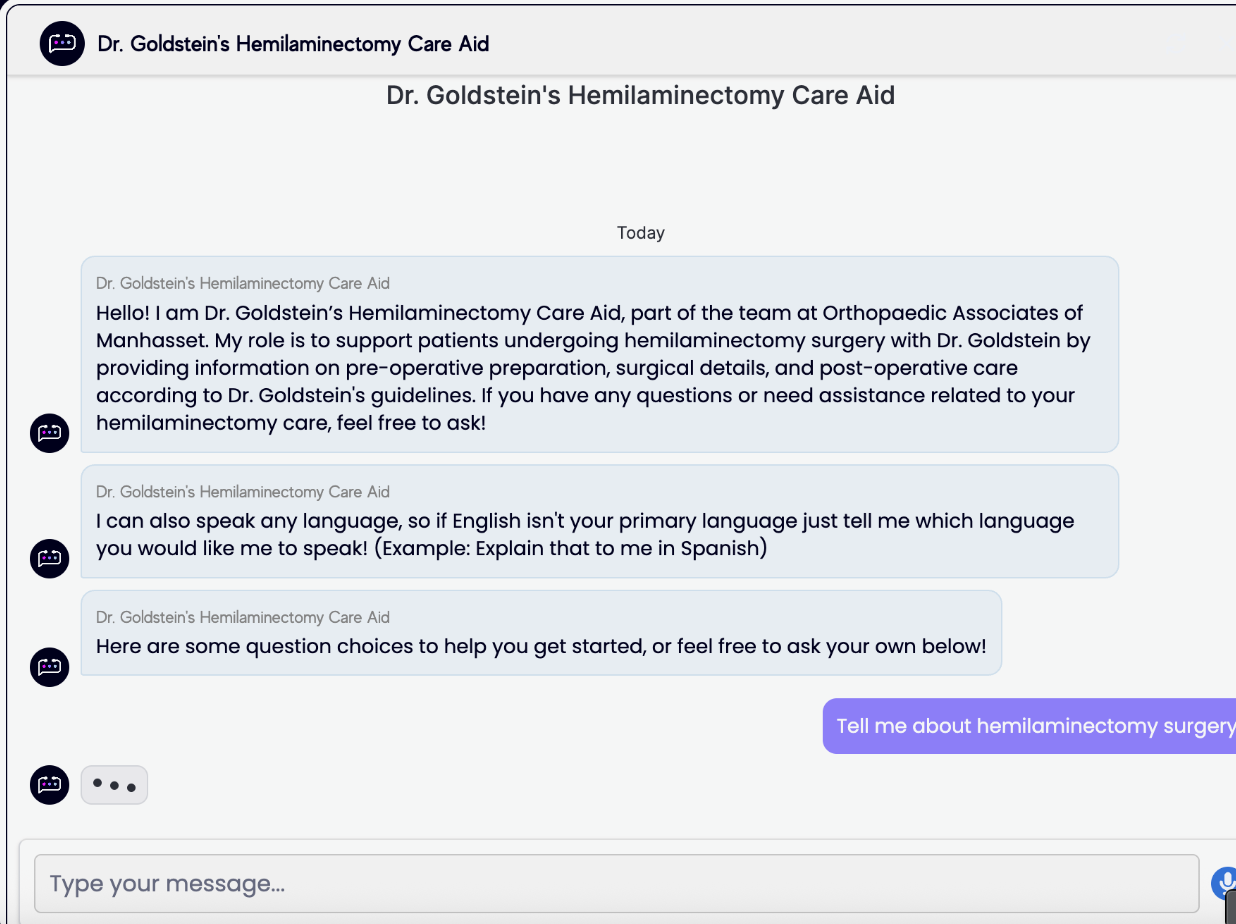 Dr. Goldstein's Hemilaminectomy Care Aid
Dr. Goldstein's Hemilaminectomy Care Aid
Today
Dr. Goldstein's Hemilaminectomy Care Aid
Hello! I am Dr. Goldstein’s Hemilaminectomy Care Aid, part of the team at Orthopaedic Associates of
Manhasset. My role is to support patients undergoing hemilaminectomy surgery with Dr. Goldstein by
providing information on pre-operative preparation, surgical details, and post-operative care
according to Dr. Goldstein's guidelines. If you have any questions or need assistance related to your
hemilaminectomy care, feel free to ask!
Dr. Goldstein's Hemilaminectomy Care Aid
I can also speak any language, so if English isn't your primary language just tell me which language
you would like me to speak! (Example: Explain that to me in Spanish)
Dr. Goldstein's Hemilaminectomy Care Aid
Here are some question choices to help you get started, or feel free to ask your own below!
Tell me about hemilaminectomy surgery
Type your message...